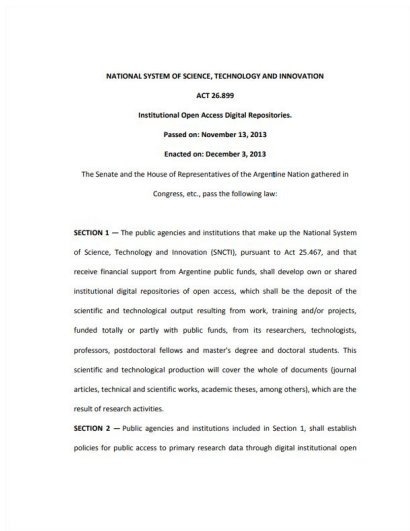 NATIONAL SYSTEM OF SCIENCE, TECHNOLOGY AND INNOVATION
ACT 26.899
Institutional Open Access Digital Repositories.
Passed on: November 13, 2013
Enacted on: December 3, 2013
The Senate and the House of Representatives of the Argentine Nation gathered in
Congress, etc., pass the following law:
SECTION 1 — The public agencies and institutions that make up the National System
of Science, Technology and Innovation (SNCTI), pursuant to Act 25.467, and that
receive financial support from Argentine public funds, shall develop own or shared
institutional digital repositories of open access, which shall be the deposit of the
scientific and technological output resulting from work, training and/or projects,
funded totally or partly with public funds, from its researchers, technologists,
professors, postdoctoral fellows and master's degree and doctoral students. This
scientific and technological production will cover the whole of documents (journal
articles, technical and scientific works, academic theses, among others), which are the
result of research activities.
SECTION 2 — Public agencies and institutions included in Section 1, shall establish
policies for public access to primary research data through digital institutional open